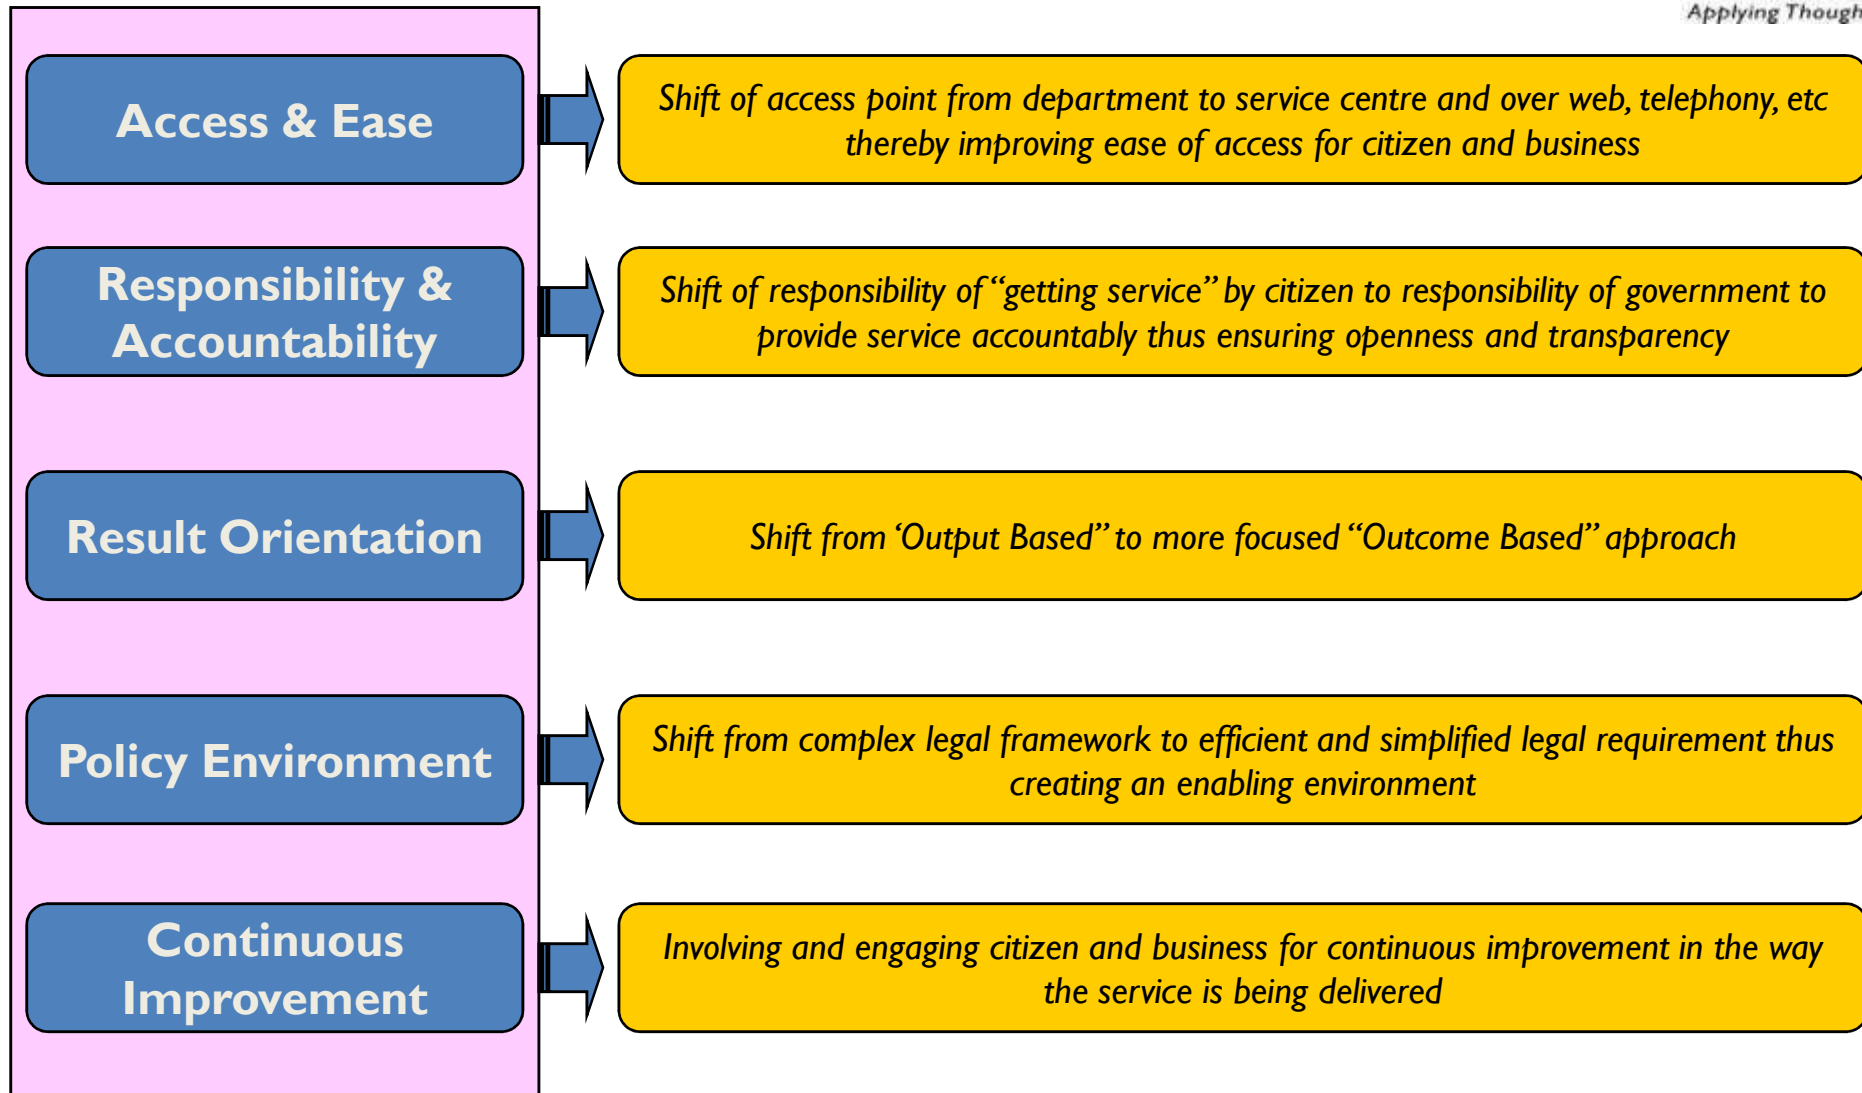 Applying Though
Access & Ease
Shift of access point from department to service centre and over web, telephony, etc
thereby improving ease of access for citizen and business
Responsibility &
Accountability
Shift of responsibility of “getting service” by citizen to responsibility of government to
provide service accountably thus ensuring openness and transparency
Result Orientation
Shift from ‘Output Based” to more focused “Outcome Based” approach
Policy Environment
Shift from complex legal framework to efficient and simplified legal requirement thus
creating an enabling environment
Continuous
Improvement
Involving and engaging citizen and business for continuous improvement in the way
the service is being delivered